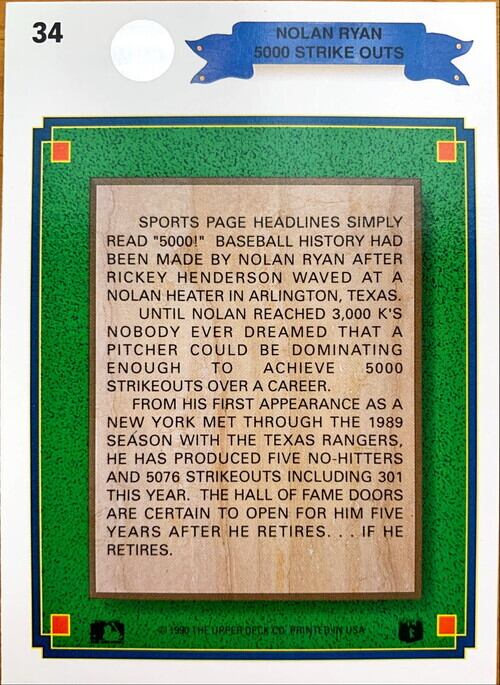 34
NOLAN RYAN
5000 STRIKE OUTS
SPORTS PAGE HEADLINES SIMPLY
READ "5000!" BASEBALL HISTORY HAD
BEEN MADE BY NOLAN RYAN AFTER
RICKEY HENDERSON WAVED AT A
NOLAN HEATER IN ARLINGTON, TEXAS.
UNTIL NOLAN REACHED 3,000 K'S
NOBODY EVER DREAMED THAT A
PITCHER COULD BE DOMINATING
ENOUGH TO ACHIEVE 5000
STRIKEOUTS OVER A CAREER.
FROM HIS FIRST APPEARANCE AS A
NEW YORK MET THROUGH THE 1989
SEASON WITH THE TEXAS RANGERS,
HE HAS PRODUCED FIVE NO-HITTERS
AND 5076 STRIKEOUTS INCLUDING 301
THIS YEAR. THE HALL OF FAME DOORS
ARE CERTAIN TO OPEN FOR HIM FIVE
YEARS AFTER HE RETIRES. . . IF HE
RETIRES.
© 1990 THE UPPER DECK CO. PRINTED IN USA